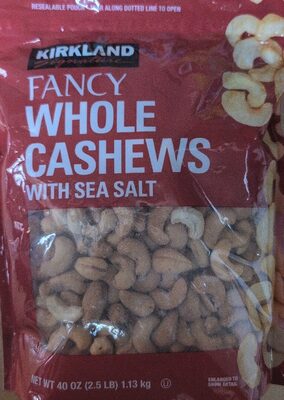 RESEALABLE POUCH. TEAR ALONG DOTTED LINE TO OPEN
KIRKLAND
Signature
FANCY
WHOLE
CASHEWS
WITH SEA SALT
NET WT 40 OZ (2.5 LB) 1.13 kg
U
ENLARGED TO
SHOW DETAIL